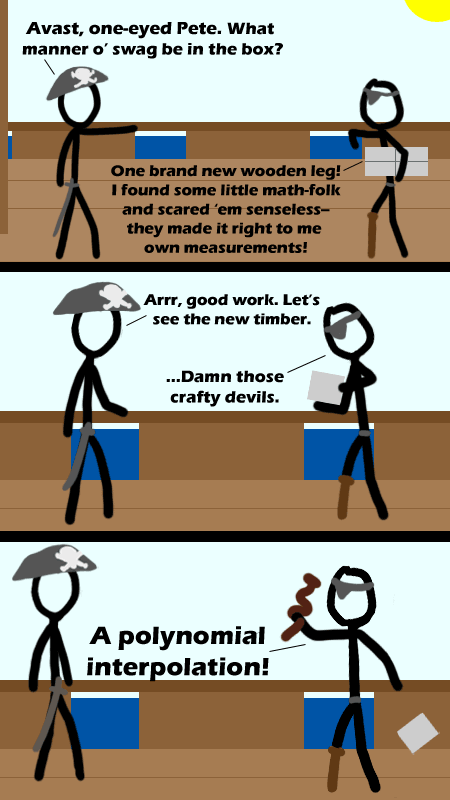 Avast, one-eyed Pete. What
manner o' swag be in the box?
One brand new wooden leg!
I found some little math-folk
and scared 'em senseless–
they made it right to me
own measurements!
Arrr, good work. Let's
see the new timber.
...Damn those
crafty devils.
A polynomial
interpolation!